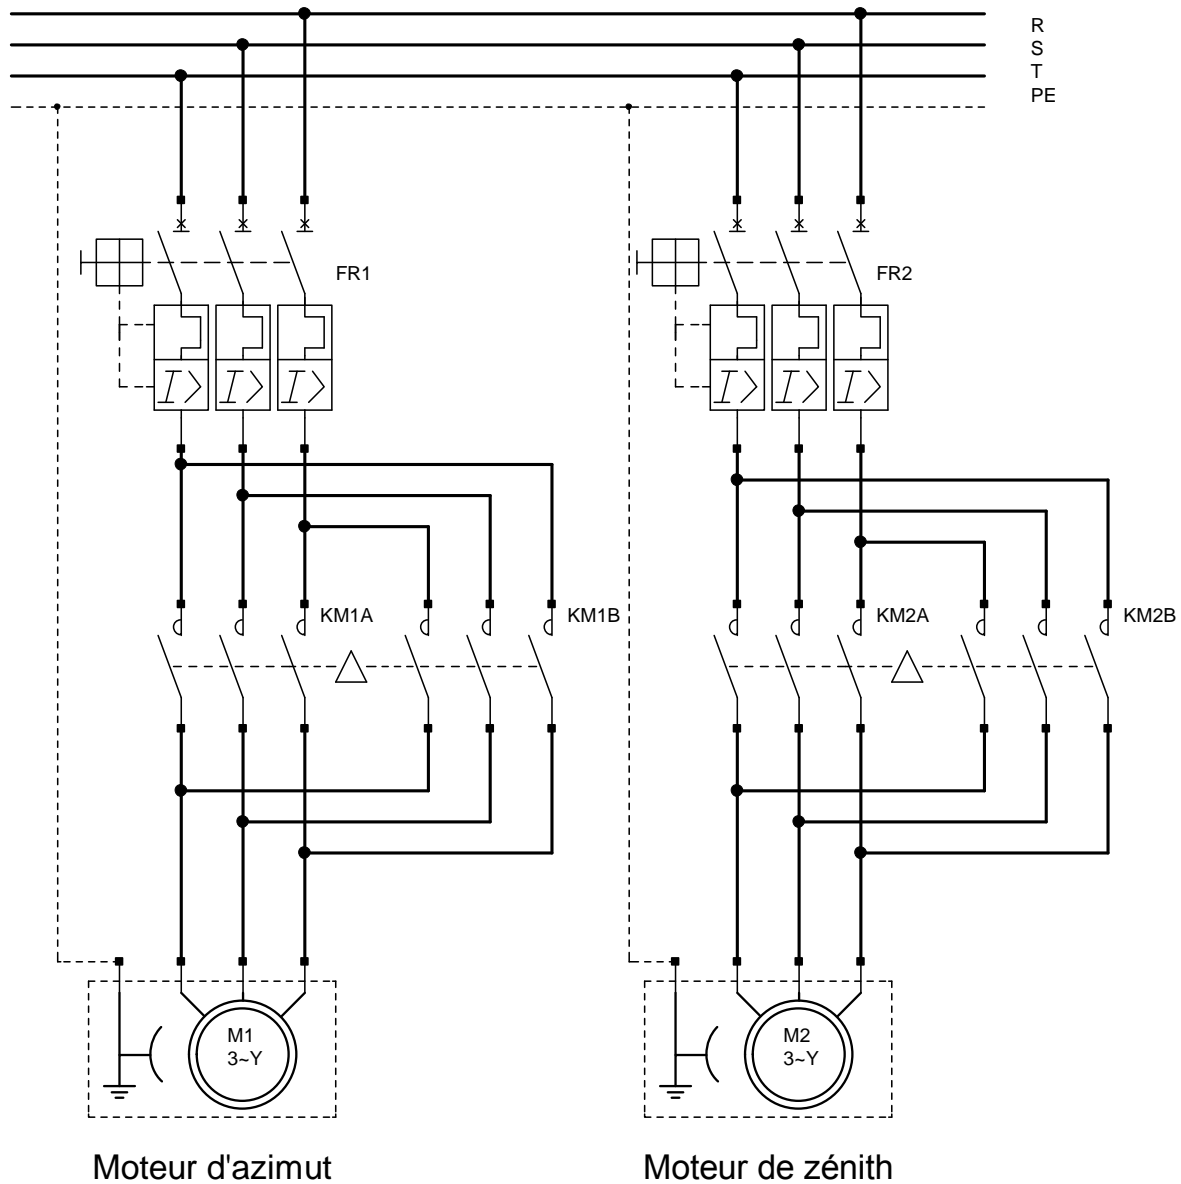 R
S
T
PE
FR1
FR2
I>
I>
I>
I>
I>
I>
KM1A
KM1B
KM2A
KM2B
M1
3~Y
M2
3~Y
Moteur d'azimut
Moteur de zénith